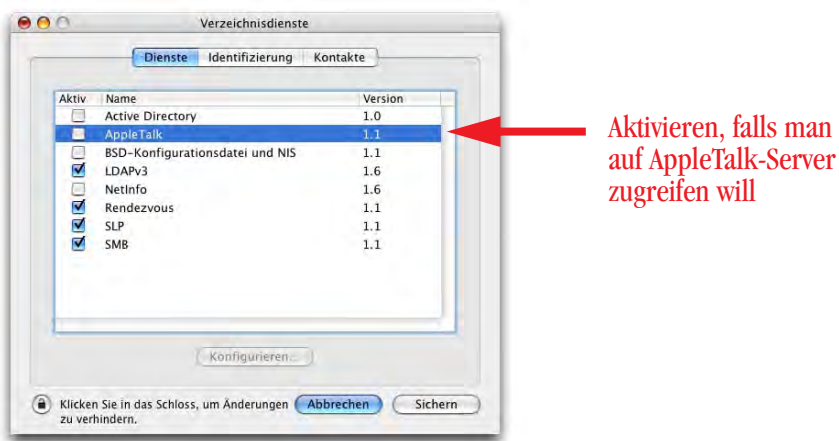 Verzeichnisdienste
Dienste Identifizierung Kontakte
Aktiv Name Version
Active Directory 1.0
AppleTalk 1.1
BSD-Konfigurationsdatei und NIS 1.1
LDAPv3 1.6
NetInfo 1.6
Rendezvous 1.1
SLP 1.1
SMB 1.1
Konfigurieren...
Klicken Sie in das Schloss, um Änderungen
zu verhindern.
Abbrechen Sichern
Aktivieren, falls man
auf AppleTalk-Server
zugreifen will